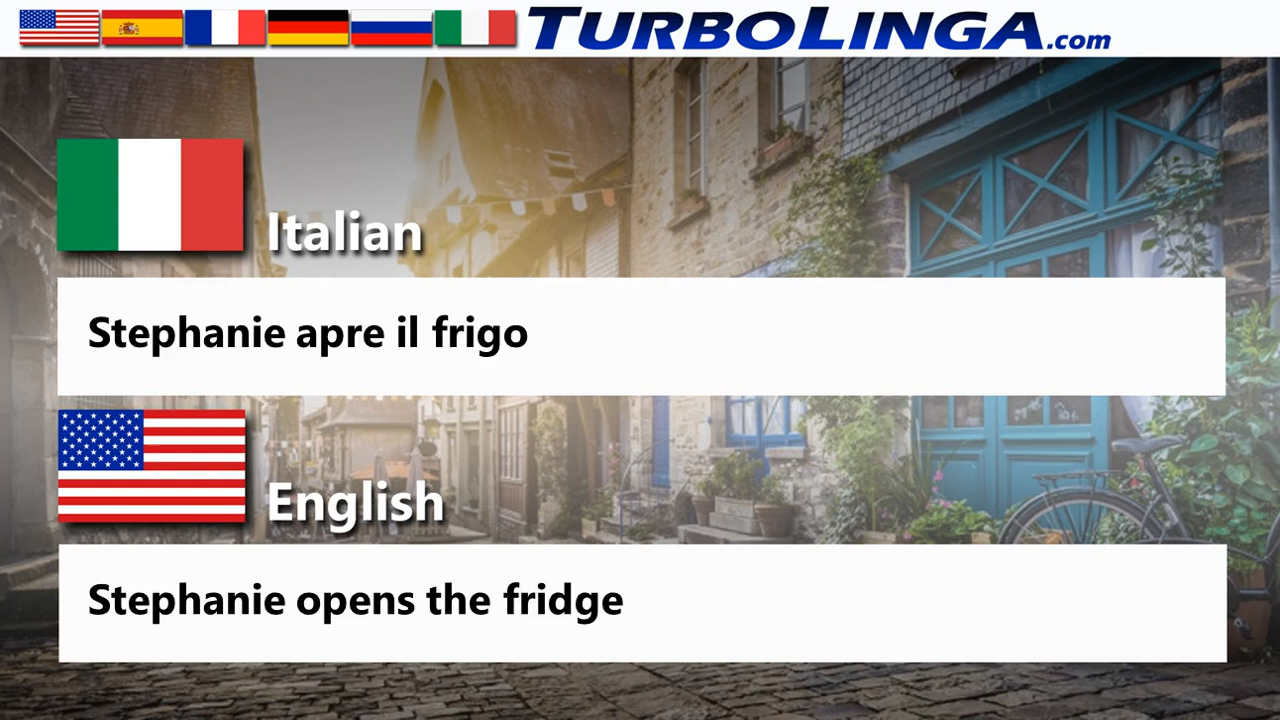 TURBOLINGA.com
Italian
Stephanie apre il frigo
English
Stephanie opens the fridge